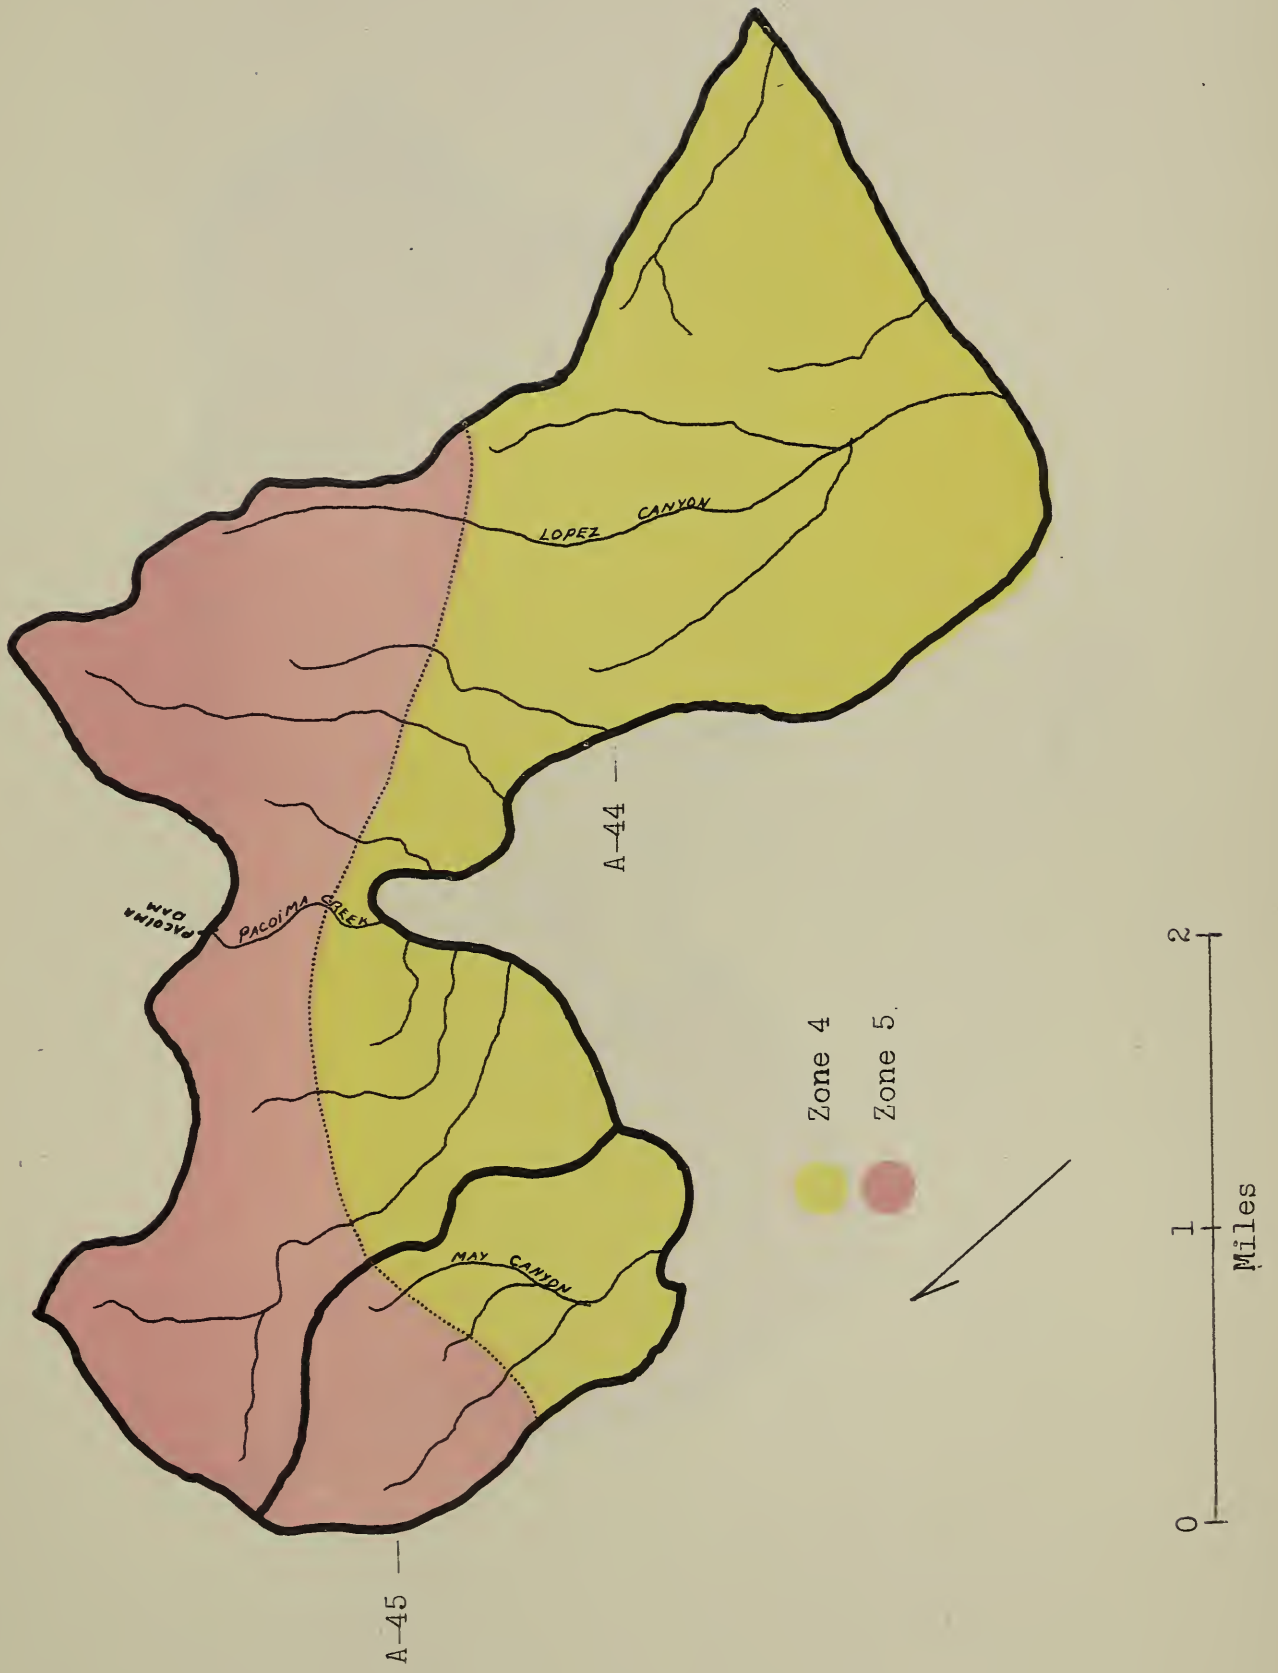 PACOIMA
DAM
PACOIMA CREEK
LOPEZ CANYON
MAY CANYON
A-44
A-45
Zone 4
Zone 5
0 1 2
Miles